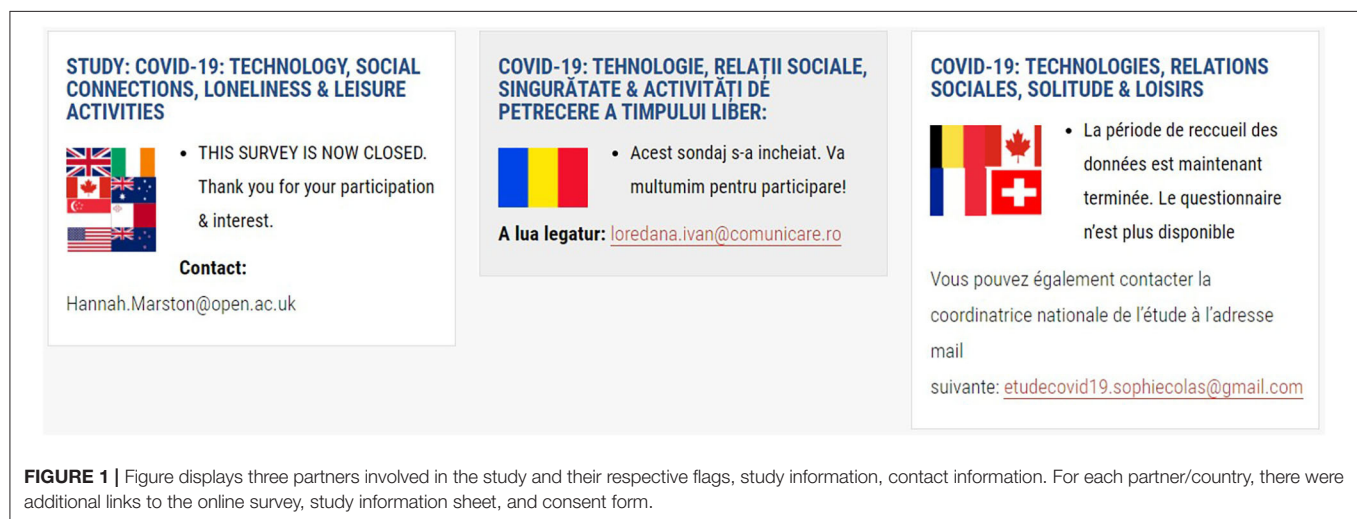 STUDY: COVID-19: TECHNOLOGY, SOCIAL
CONNECTIONS, LONELINESS & LEISURE
ACTIVITIES
• THIS SURVEY IS NOW CLOSED.
Thank you for your participation
& interest.
Contact:
Hannah.Marston@open.ac.uk
COVID-19: TEHNOLOGIE, RELAȚII SOCIALE,
SINGURĂTATE & ACTIVITĂȚI DE
PETRECERE A TIMPULUI LIBER:
• Acest sondaj s-a incheiat. Va
multumim pentru participare!
A lua legatur: loredana.ivan@comunicare.ro
COVID-19: TECHNOLOGIES, RELATIONS
SOCIALES, SOLITUDE & LOISIRS
• La période de reccueil des
données est maintenant
terminée. Le questionnaire
n'est plus disponible
Vous pouvez également contacter la
coordinatrice nationale de l'étude à l'adresse
mail
suivante: etudecovid19.sophiecolas@gmail.com
FIGURE 1 | Figure displays three partners involved in the study and their respective flags, study information, contact information. For each partner/country, there were
additional links to the online survey, study information sheet, and consent form.